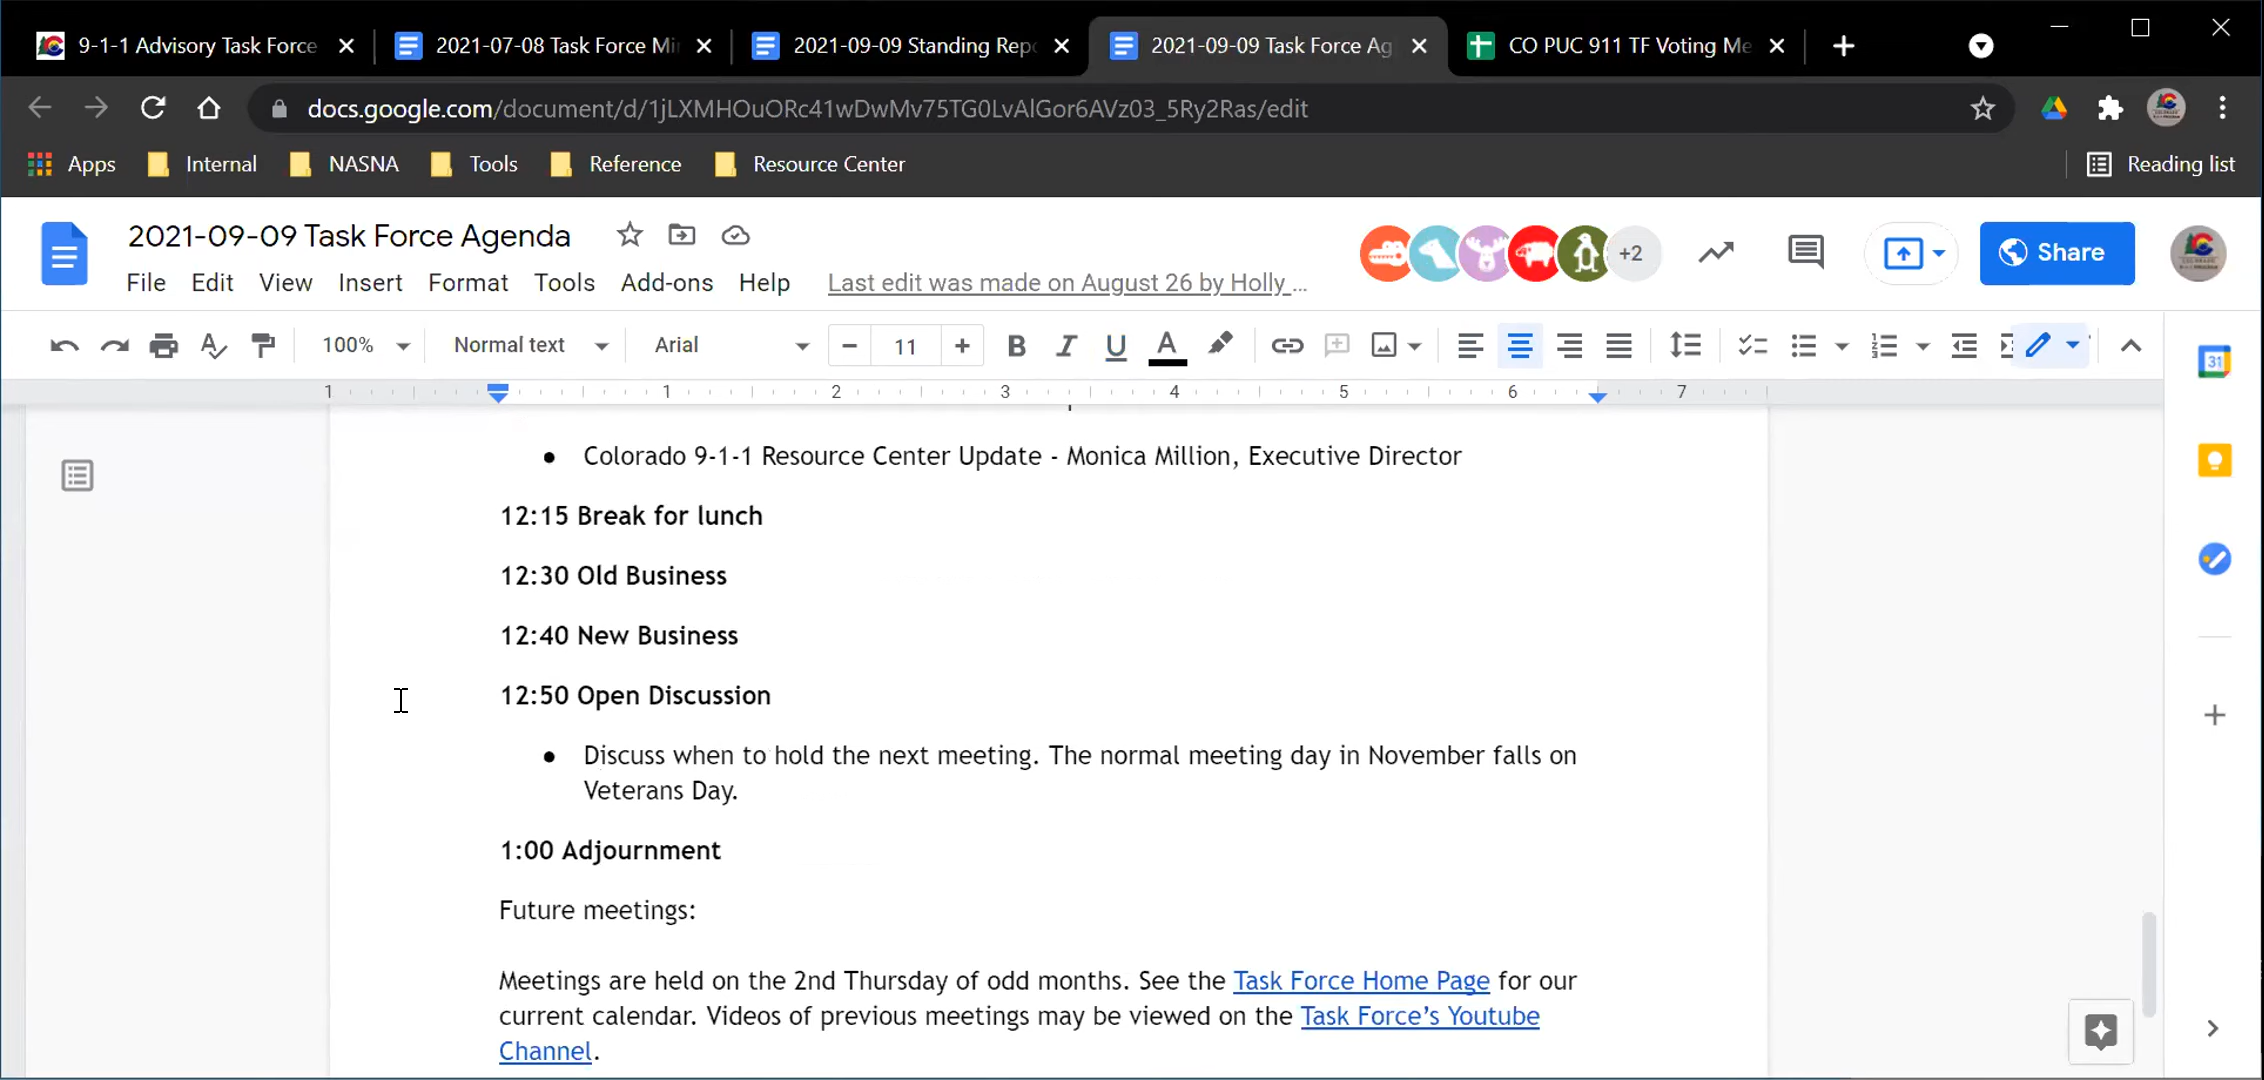 9-1-1 Advisory Task Force
2021-07-08 Task Force Mi
2021-09-09 Standing Rep
2021-09-09 Task Force Ag
CO PUC 911 TF Voting Me
docs.google.com/document/d/1jLXMHOuORc41wDwMv75TG0LvAlGor6AVz03_5Ry2Ras/edit
Apps Internal NASNA Tools Reference Resource Center Reading list
2021-09-09 Task Force Agenda
+2
Share
File Edit View Insert Format Tools Add-ons Help Last edit was made on August 26 by Holly ...
100% Normal text Arial 11 B I U A
1 1 2 3 4 5 6 7
31
● Colorado 9-1-1 Resource Center Update - Monica Million, Executive Director
12:15 Break for lunch
12:30 Old Business
12:40 New Business
12:50 Open Discussion
● Discuss when to hold the next meeting. The normal meeting day in November falls on
Veterans Day.
1:00 Adjournment
Future meetings:
Meetings are held on the 2nd Thursday of odd months. See the Task Force Home Page for our
current calendar. Videos of previous meetings may be viewed on the Task Force’s Youtube
Channel.